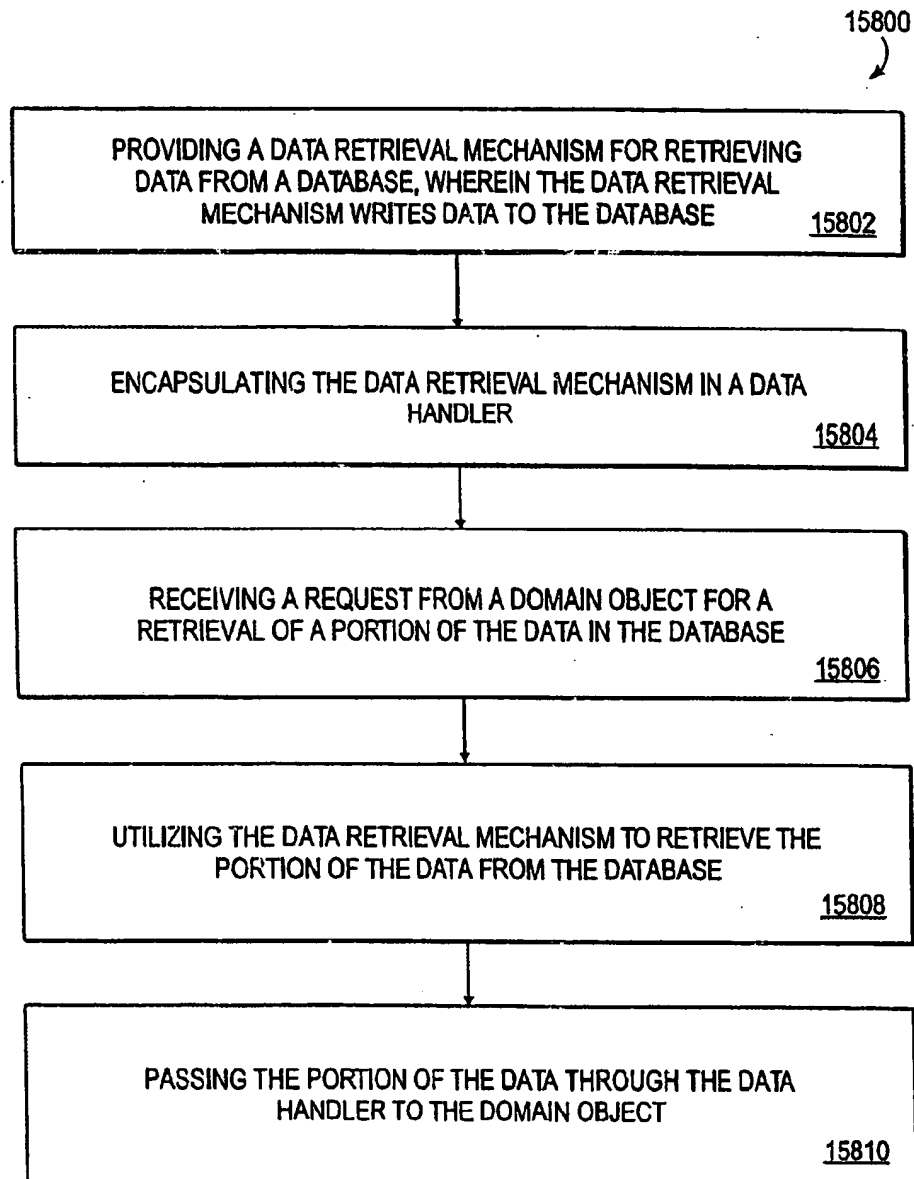 15800
PROVIDING A DATA RETRIEVAL MECHANISM FOR RETRIEVING
DATA FROM A DATABASE, WHEREIN THE DATA RETRIEVAL
MECHANISM WRITES DATA TO THE DATABASE
15802
ENCAPSULATING THE DATA RETRIEVAL MECHANISM IN A DATA
HANDLER
15804
RECEIVING A REQUEST FROM A DOMAIN OBJECT FOR A
RETRIEVAL OF A PORTION OF THE DATA IN THE DATABASE
15806
UTILIZING THE DATA RETRIEVAL MECHANISM TO RETRIEVE THE
PORTION OF THE DATA FROM THE DATABASE
15808
PASSING THE PORTION OF THE DATA THROUGH THE DATA
HANDLER TO THE DOMAIN OBJECT
15810